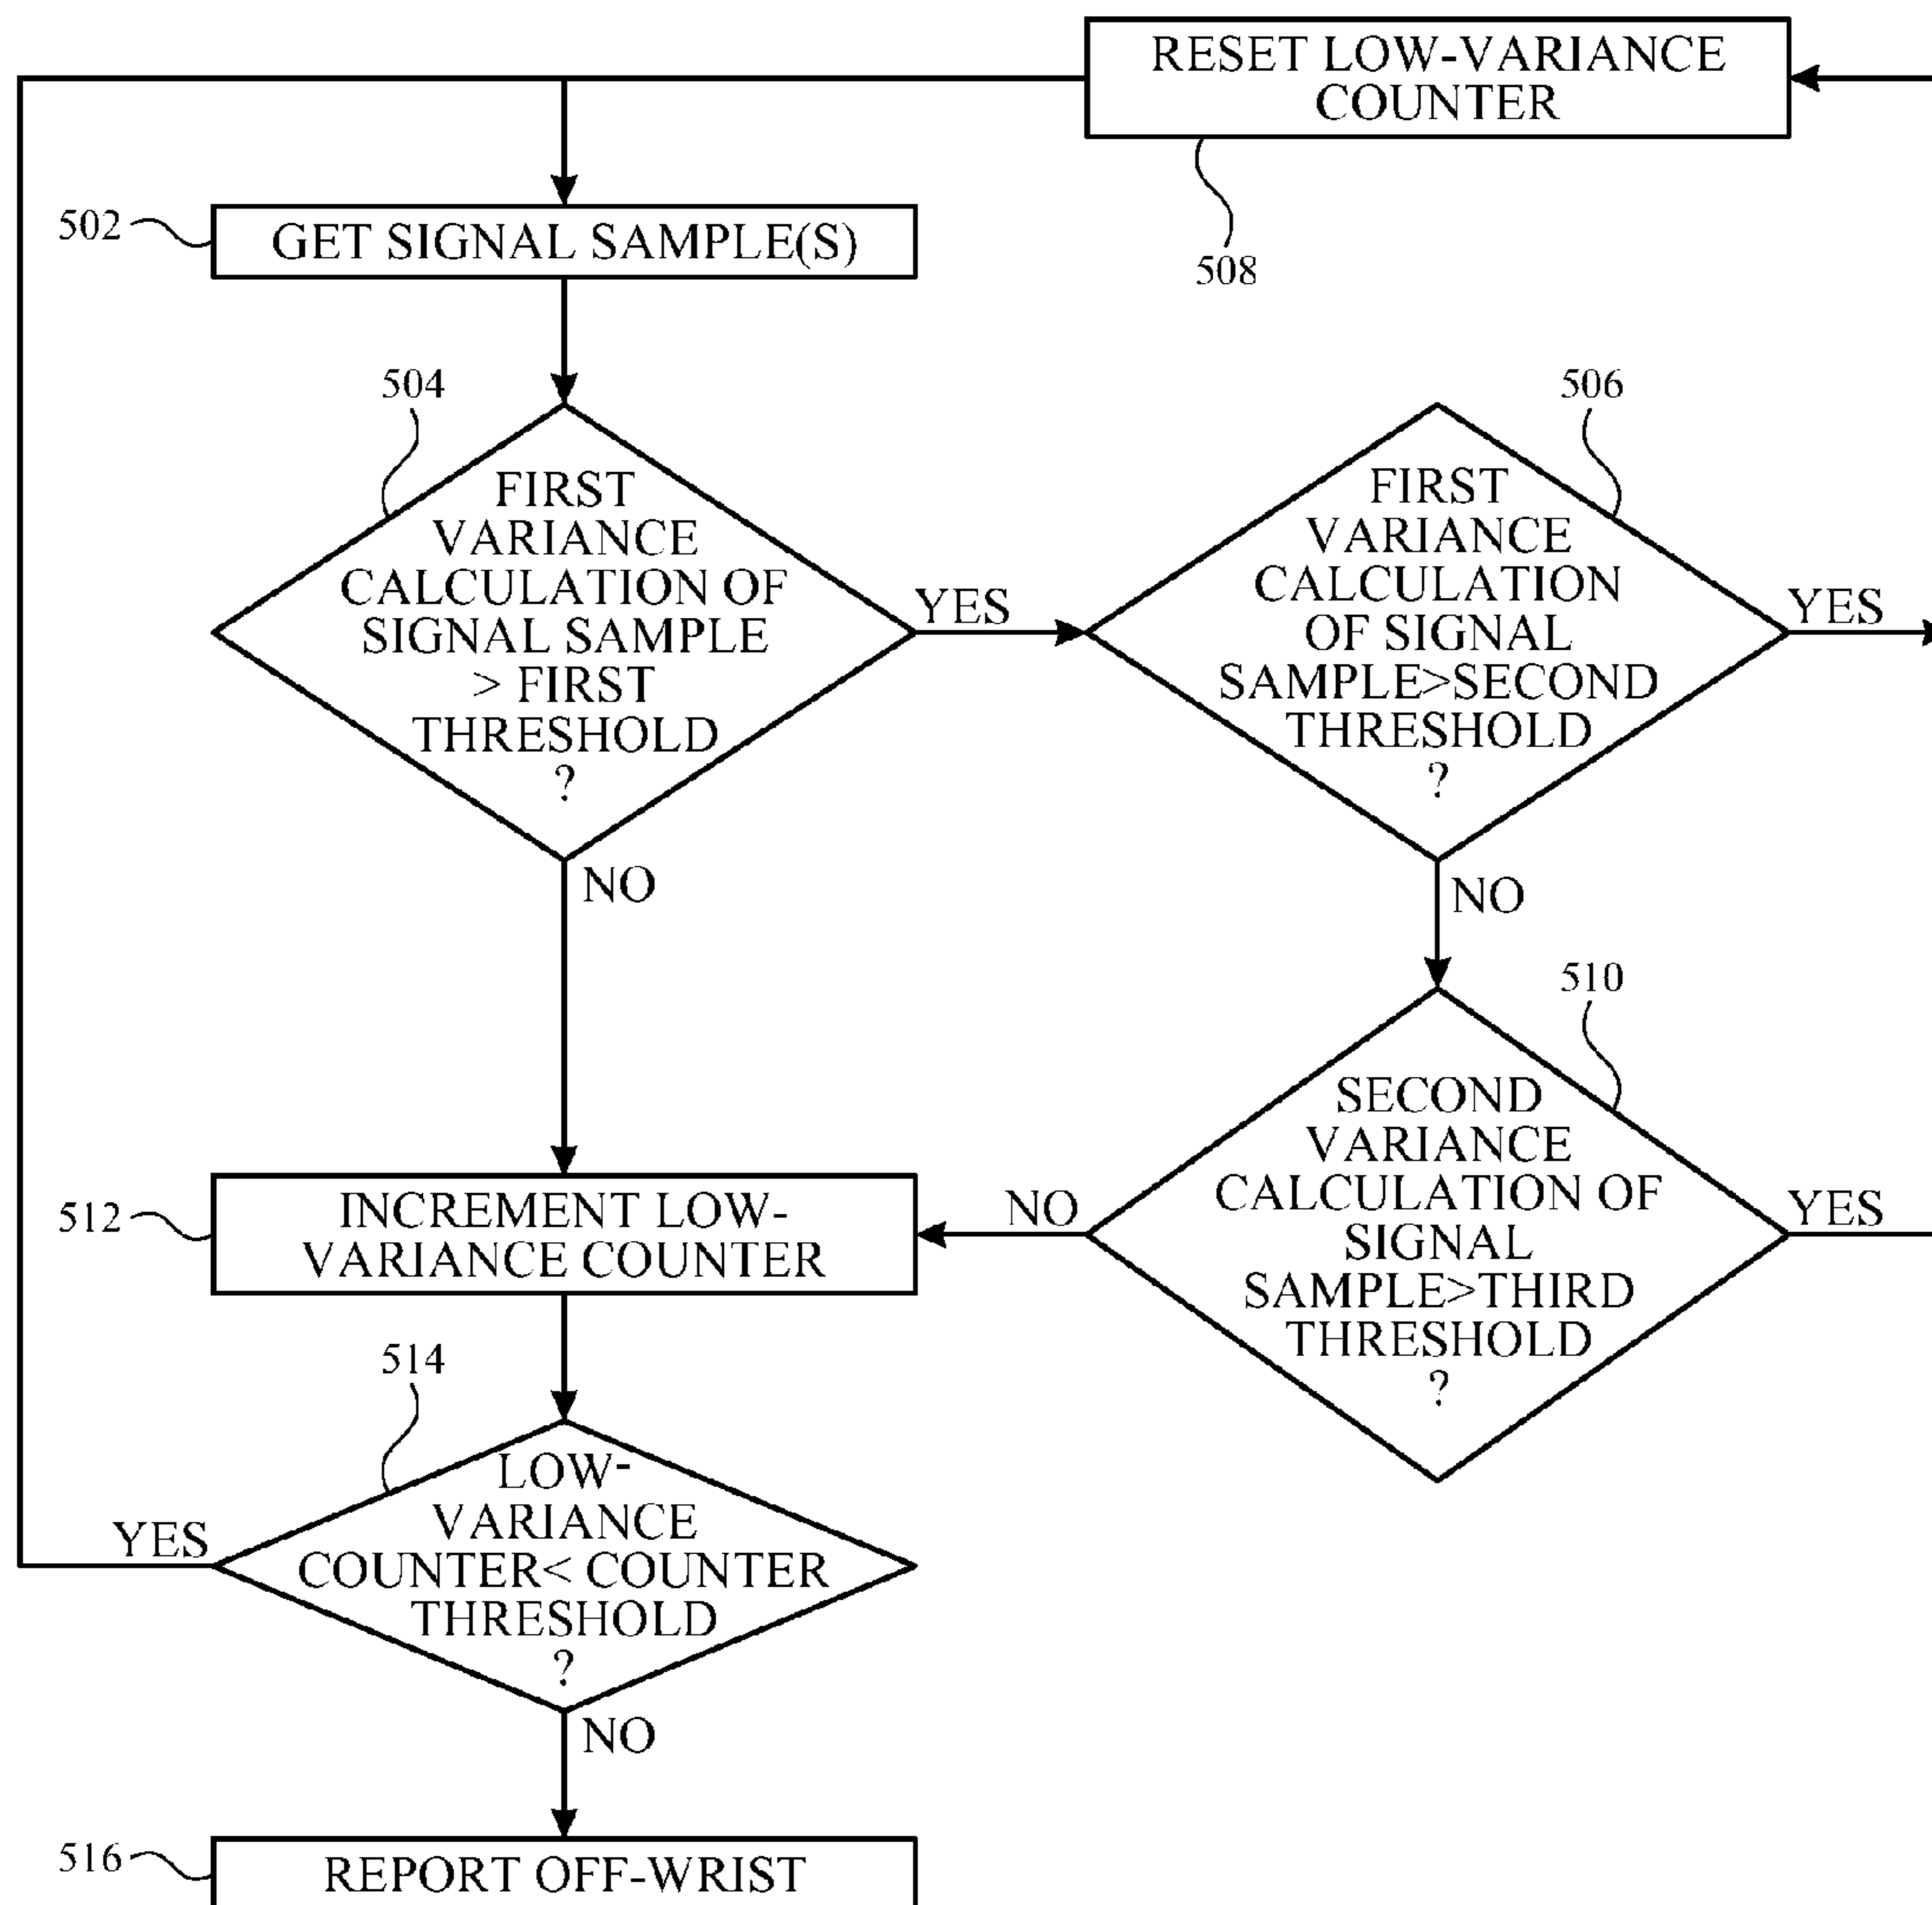 RESET LOW-VARIANCE
COUNTER
508
502
GET SIGNAL SAMPLE(S)
504
FIRST
VARIANCE
CALCULATION OF
SIGNAL SAMPLE
> FIRST
THRESHOLD
?
YES
NO
506
FIRST
VARIANCE
CALCULATION
OF SIGNAL
SAMPLE>SECOND
THRESHOLD
?
YES
NO
510
SECOND
VARIANCE
CALCULATION OF
SIGNAL
SAMPLE>THIRD
THRESHOLD
?
YES
NO
512
INCREMENT LOW-
VARIANCE COUNTER
514
LOW-
VARIANCE
COUNTER< COUNTER
THRESHOLD
?
YES
NO
516
REPORT OFF-WRIST